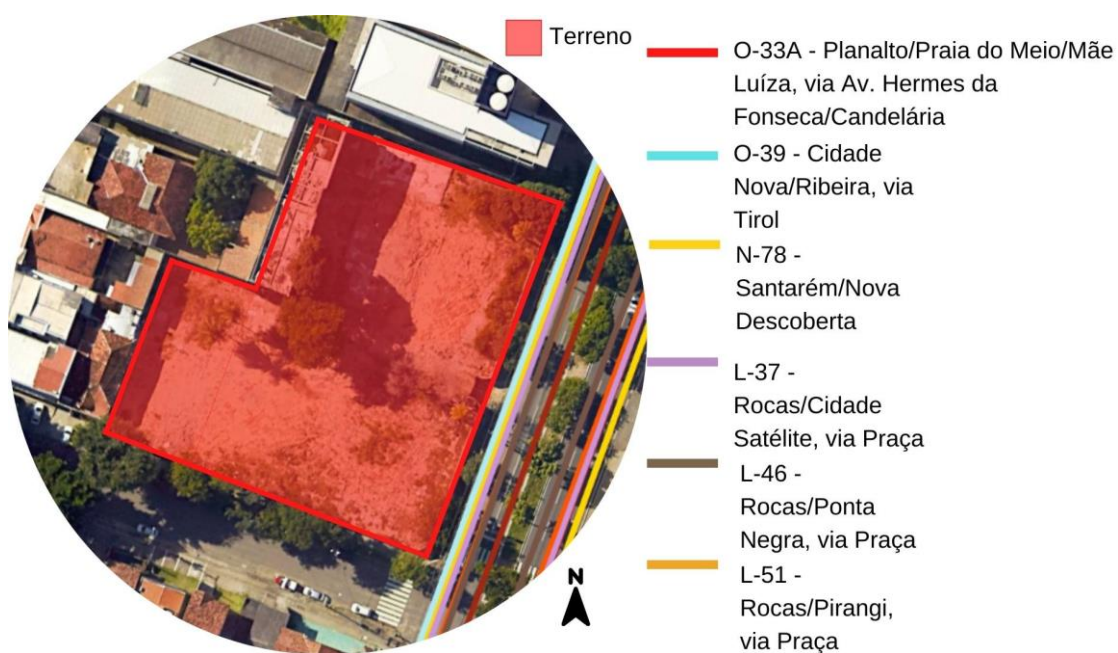 Terreno
O-33A - Planalto/Praia do Meio/Mãe
Luíza, via Av. Hermes da
Fonseca/Candelária
O-39 - Cidade
Nova/Ribeira, via
Tirol
N-78 -
Santarém/Nova
Descoberta
L-37 -
Rocas/Cidade
Satélite, via Praça
L-46 -
Rocas/Ponta
Negra, via Praça
L-51 -
Rocas/Pirangi,
via Praça
N